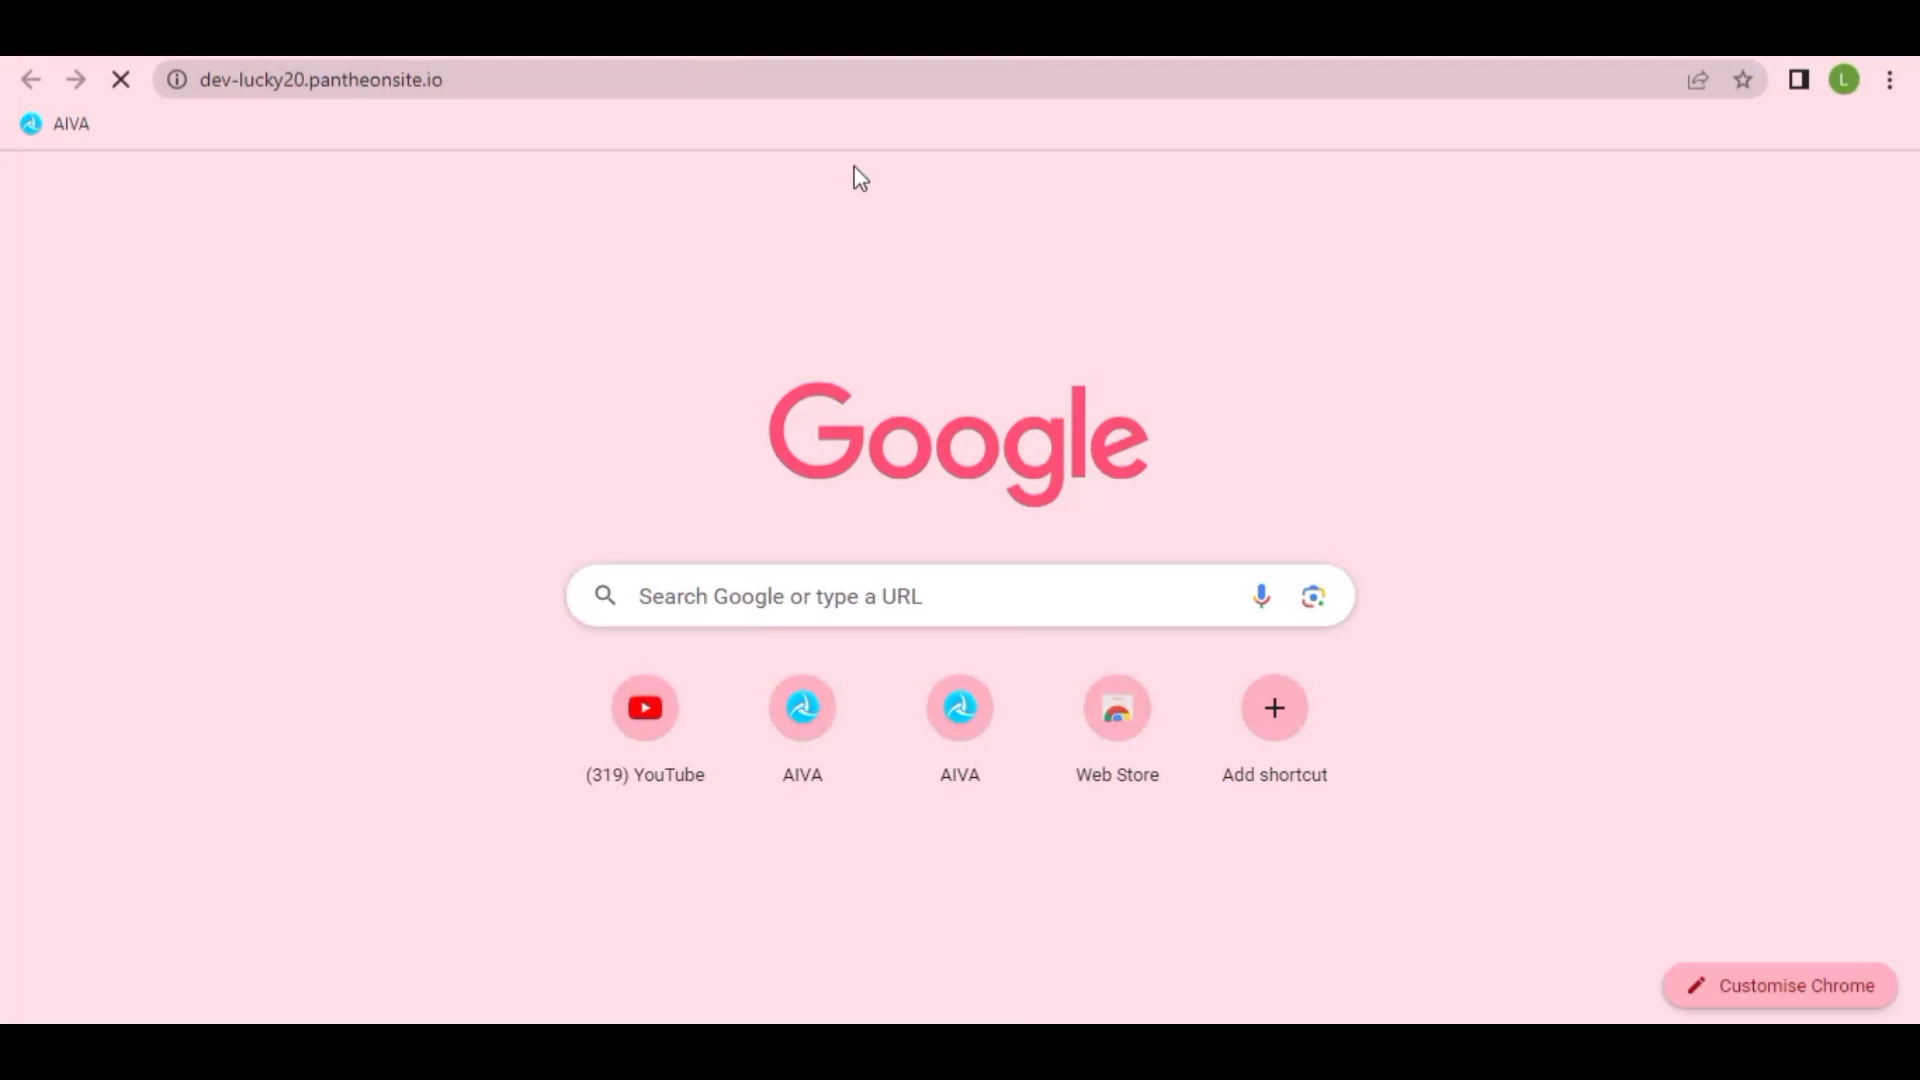 dev-lucky20.pantheonsite.io
L
AIVA
Google
Search Google or type a URL
(319) YouTube
AIVA
AIVA
Web Store
Add shortcut
Customise Chrome